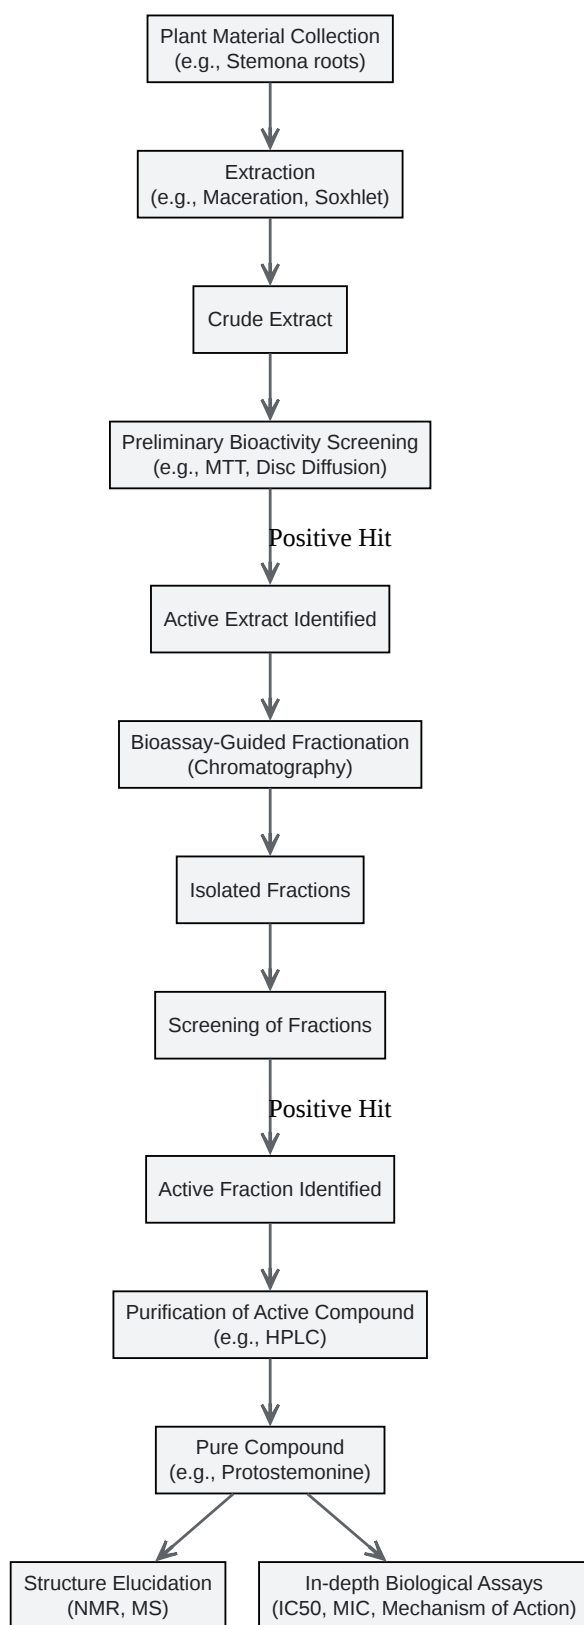 Plant Material Collection
(e.g., Stemona roots)
Extraction
(e.g., Maceration, Soxhlet)
Crude Extract
Preliminary Bioactivity Screening
(e.g., MTT, Disc Diffusion)
Positive Hit
Active Extract Identified
Bioassay-Guided Fractionation
(Chromatography)
Isolated Fractions
Screening of Fractions
Positive Hit
Active Fraction Identified
Purification of Active Compound
(e.g., HPLC)
Pure Compound
(e.g., Protostemonine)
Structure Elucidation
(NMR, MS)
In-depth Biological Assays
(IC50, MIC, Mechanism of Action)